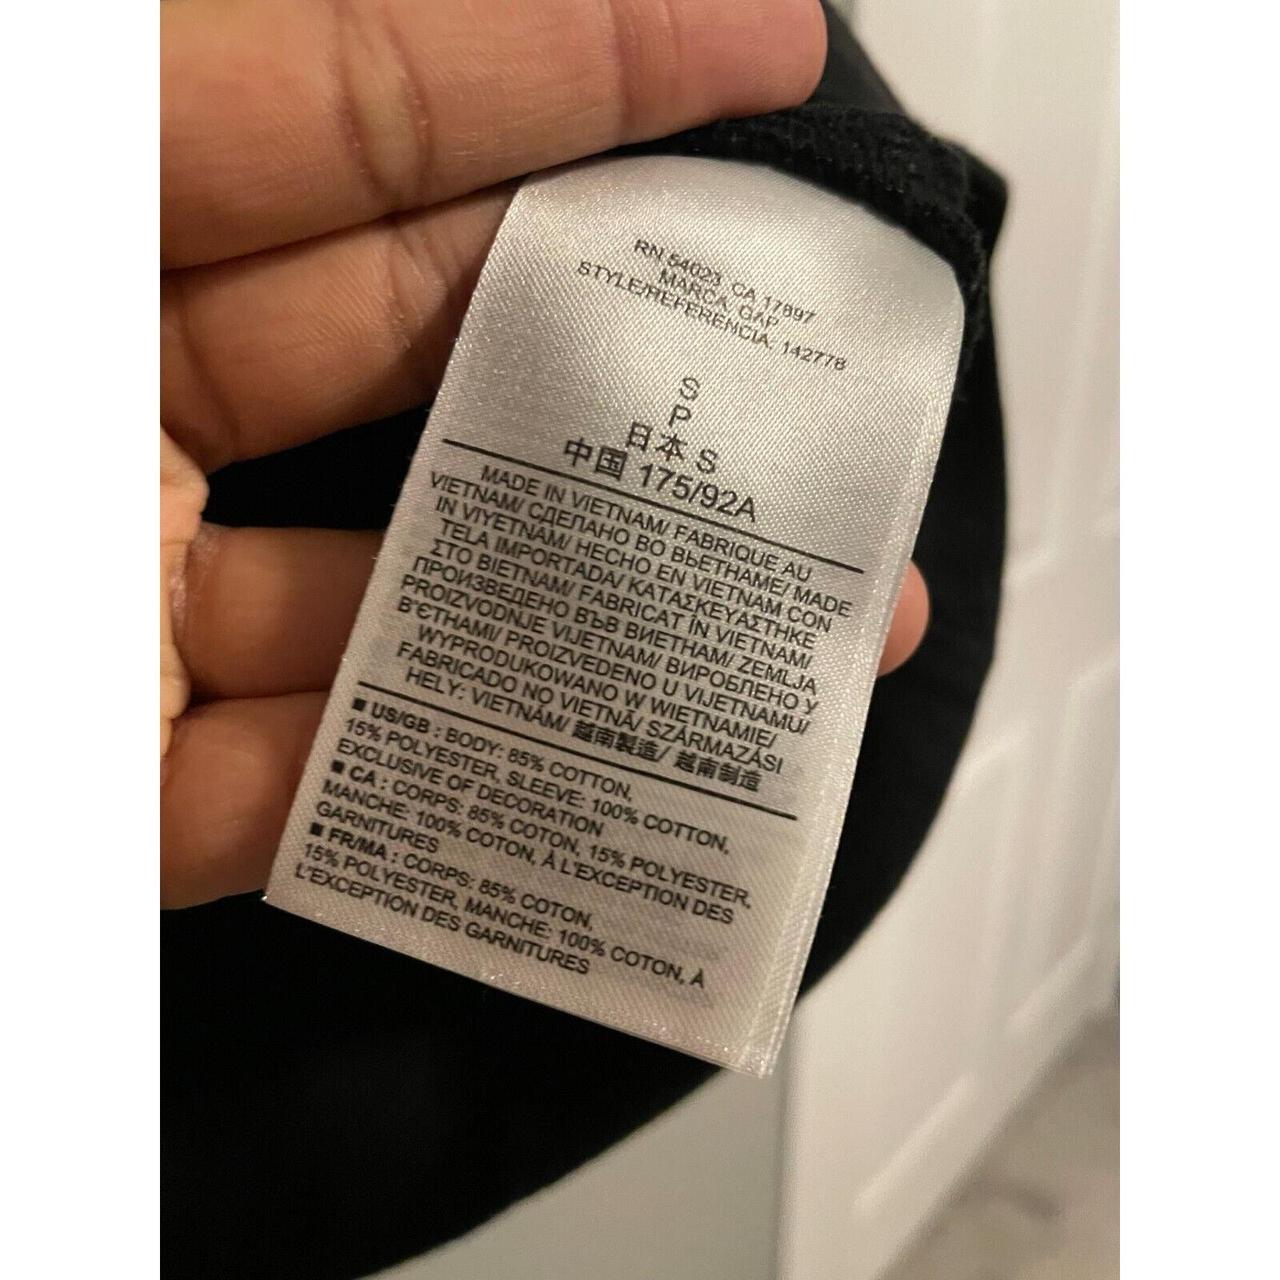 RN 54023 CA 17897
MARCA. GAP
STYLE/REFERENCIA. 142778
S
P
日本 S
中国 175/92A
MADE IN VIETNAM/ FABRIQUE AU
VIETNAM/ СДЕЛАНО ВО ВЬЕТНАМЕ/ MADE
IN VIYETNAM/ HECHO EN VIETNAM CON
TELA IMPORTADA/ ΚΑΤΑΣΚΕΥΑΣΤΗΚΕ
ΣΤΟ ΒΙΕΤΝΑΜ/ FABRICAT ÎN VIETNAM/
ПРОИЗВЕДЕНО ВЪВ ВИЕТНАМ/ ZEMLJA
PROIZVODNJE VIJETNAM/ ВИРОБЛЕНО У
В'ЄТНАМІ/ PROIZVEDENO U VIJETNAMU/
WYPRODUKOWANO W WIETNAMIE/
FABRICADO NO VIETNÃ/ SZÁRMAZÁSI
HELY: VIETNÁM/ 越南製造/ 越南制造
■ US/GB : BODY: 85% COTTON,
15% POLYESTER, SLEEVE: 100% COTTON,
EXCLUSIVE OF DECORATION
■ CA : CORPS: 85% COTON, 15% POLYESTER,
MANCHE: 100% COTON, À L'EXCEPTION DES
GARNITURES
■ FR/MA : CORPS: 85% COTON,
15% POLYESTER, MANCHE: 100% COTON, À
L'EXCEPTION DES GARNITURES